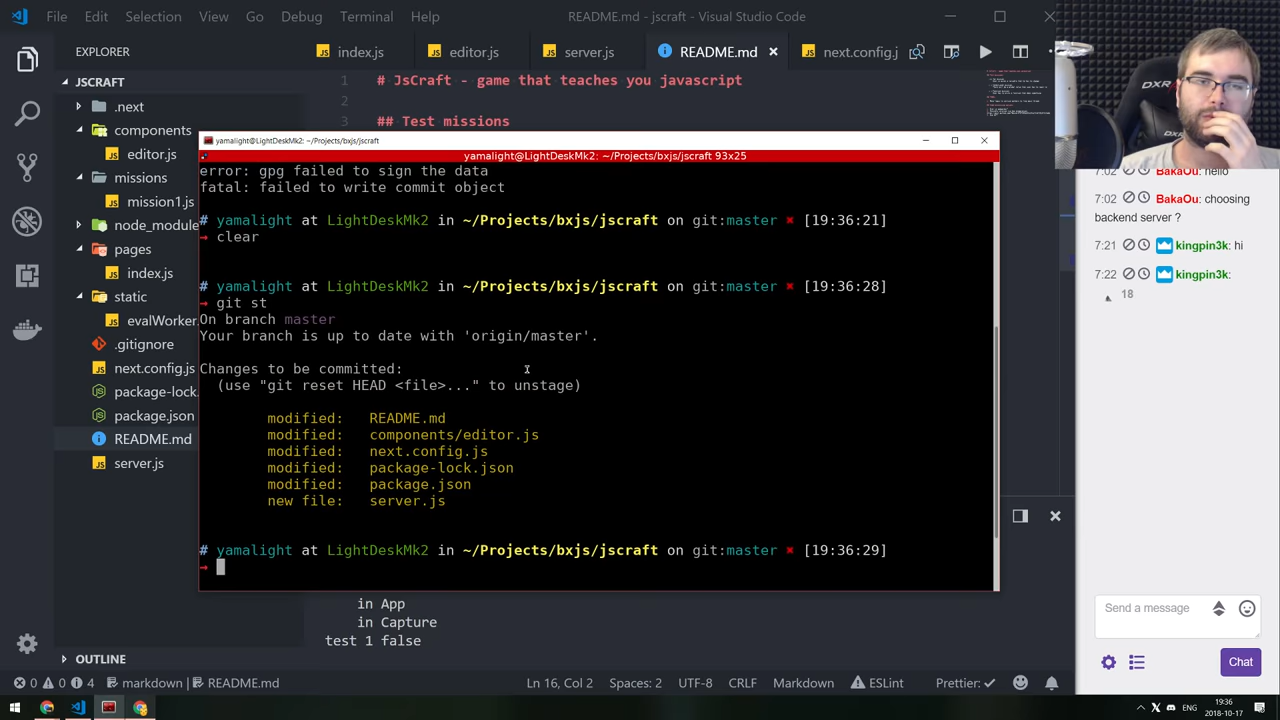 File Edit Selection View Go Debug Terminal Help
README.md - jscraft - Visual Studio Code
EXPLORER
index.js
editor.js
server.js
README.md
next.config.j
JSCRAFT
.next
components
editor.js
missions
mission1.js
node_module
pages
index.js
static
evalWorker.
.gitignore
next.config.js
package-lock.
package.json
README.md
server.js
OUTLINE
1 # JsCraft - game that teaches you javascript
2
3 ## Test missions
yamalight@LightDeskMk2: ~/Projects/bxjs/jscraft
yamalight@LightDeskMk2: ~/Projects/bxjs/jscraft 93x25
error: gpg failed to sign the data
fatal: failed to write commit object
# yamalight at LightDeskMk2 in ~/Projects/bxjs/jscraft on git:master ✖ [19:36:21]
→ clear
# yamalight at LightDeskMk2 in ~/Projects/bxjs/jscraft on git:master ✖ [19:36:28]
→ git st
On branch master
Your branch is up to date with 'origin/master'.
Changes to be committed:
(use "git reset HEAD <file>..." to unstage)
modified: README.md
modified: components/editor.js
modified: next.config.js
modified: package-lock.json
modified: package.json
new file: server.js
# yamalight at LightDeskMk2 in ~/Projects/bxjs/jscraft on git:master ✖ [19:36:29]
→
in App
in Capture
test 1 false
DXR
7:02 BakaOu: hello
7:02 BakaOu: choosing
backend server ?
7:21 kingpin3k: hi
7:22 kingpin3k:
18
Send a message
Chat
0 0 4 markdown README.md Ln 16, Col 2 Spaces: 2 UTF-8 CRLF Markdown ESLint Prettier: ✓
ENG
19:36
2018-10-17